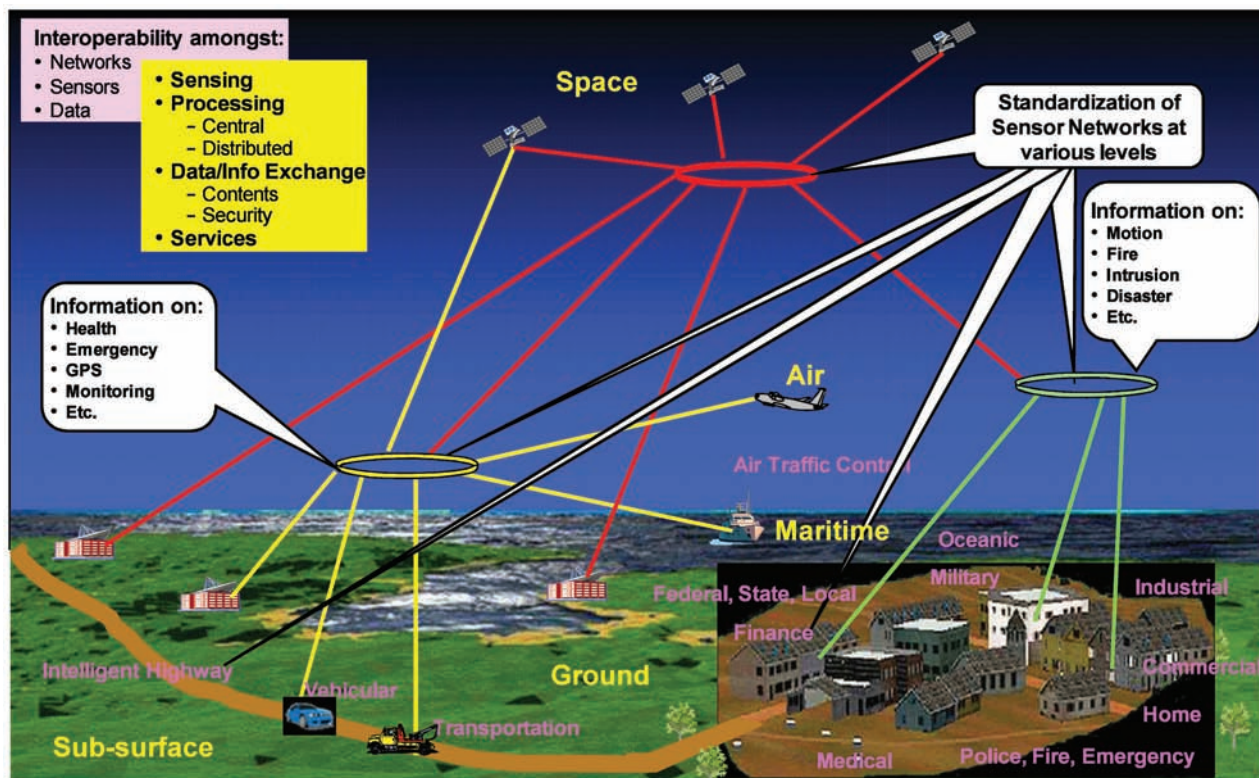 Interoperability amongst:
• Networks
• Sensors
• Data
• Sensing
• Processing
– Central
– Distributed
• Data/Info Exchange
– Contents
– Security
• Services
Space
Standardization of
Sensor Networks at
various levels
Information on:
• Motion
• Fire
• Intrusion
• Disaster
• Etc.
Information on:
• Health
• Emergency
• GPS
• Monitoring
• Etc.
Air
Air Traffic Control
Maritime
Oceanic
Military
Industrial
Federal, State, Local
Finance
Intelligent Highway
Ground
Commercial
Vehicular
Transportation
Home
Sub-surface
Medical
Police, Fire, Emergency